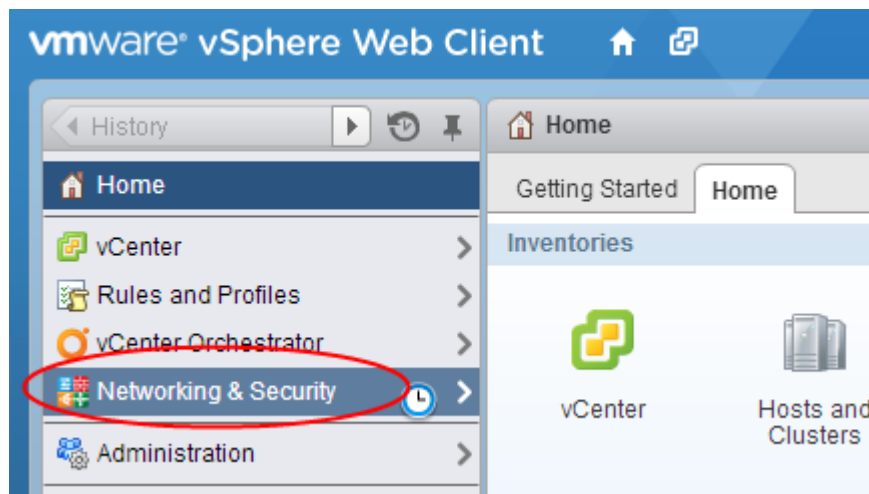 vmware® vSphere Web Client
History
Home
vCenter
Rules and Profiles
vCenter Orchestrator
Networking & Security
Administration
Home
Getting Started Home
Inventories
vCenter
Hosts and
Clusters